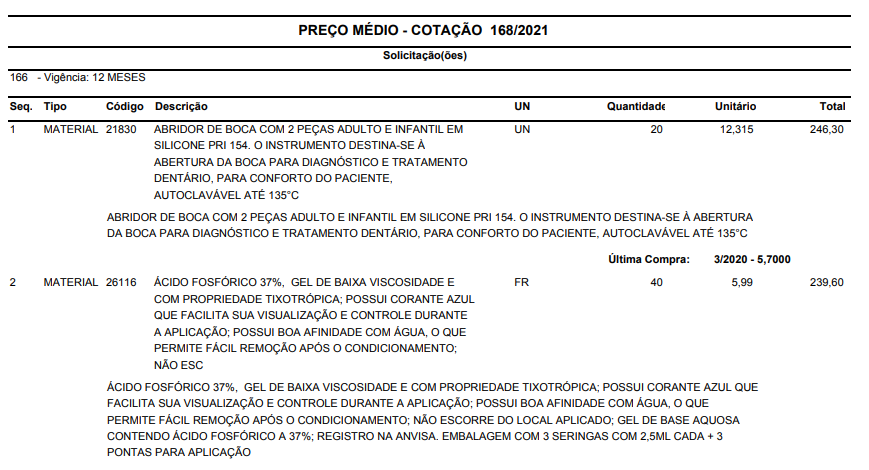 PREÇO MÉDIO - COTAÇÃO 168/2021
Solicitação(ões)
166 - Vigência: 12 MESES
Seq. Tipo Código Descrição UN Quantidade Unitário Total
1 MATERIAL 21830 ABRIDOR DE BOCA COM 2 PEÇAS ADULTO E INFANTIL EM UN 20 12,315 246,30
SILICONE PRI 154. O INSTRUMENTO DESTINA-SE À
ABERTURA DA BOCA PARA DIAGNÓSTICO E TRATAMENTO
DENTÁRIO, PARA CONFORTO DO PACIENTE,
AUTOCLAVÁVEL ATÉ 135°C
ABRIDOR DE BOCA COM 2 PEÇAS ADULTO E INFANTIL EM SILICONE PRI 154. O INSTRUMENTO DESTINA-SE À ABERTURA
DA BOCA PARA DIAGNÓSTICO E TRATAMENTO DENTÁRIO, PARA CONFORTO DO PACIENTE, AUTOCLAVÁVEL ATÉ 135°C
Última Compra: 3/2020 - 5,7000
2 MATERIAL 26116 ÁCIDO FOSFÓRICO 37%, GEL DE BAIXA VISCOSIDADE E FR 40 5,99 239,60
COM PROPRIEDADE TIXOTRÓPICA; POSSUI CORANTE AZUL
QUE FACILITA SUA VISUALIZAÇÃO E CONTROLE DURANTE
A APLICAÇÃO; POSSUI BOA AFINIDADE COM ÁGUA, O QUE
PERMITE FÁCIL REMOÇÃO APÓS O CONDICIONAMENTO;
NÃO ESC
ÁCIDO FOSFÓRICO 37%, GEL DE BAIXA VISCOSIDADE E COM PROPRIEDADE TIXOTRÓPICA; POSSUI CORANTE AZUL QUE
FACILITA SUA VISUALIZAÇÃO E CONTROLE DURANTE A APLICAÇÃO; POSSUI BOA AFINIDADE COM ÁGUA, O QUE
PERMITE FÁCIL REMOÇÃO APÓS O CONDICIONAMENTO; NÃO ESCORRE DO LOCAL APLICADO; GEL DE BASE AQUOSA
CONTENDO ÁCIDO FOSFÓRICO A 37%; REGISTRO NA ANVISA. EMBALAGEM COM 3 SERINGAS COM 2,5ML CADA + 3
PONTAS PARA APLICAÇÃO